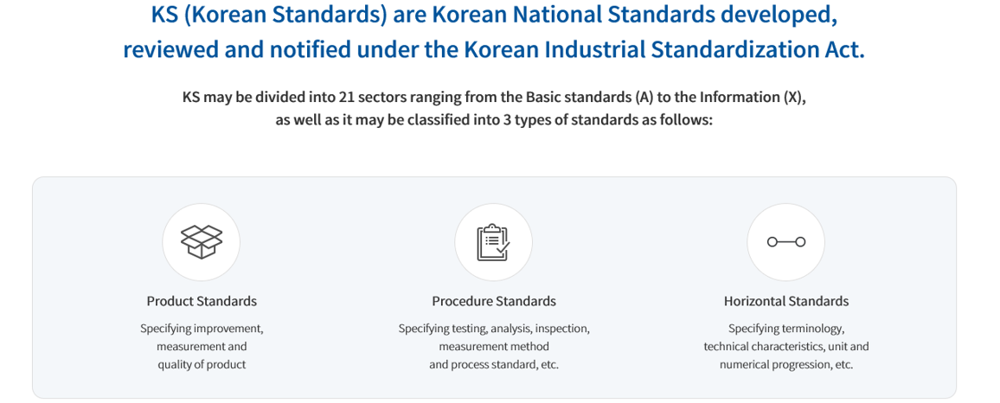 KS (Korean Standards) are Korean National Standards developed,
reviewed and notified under the Korean Industrial Standardization Act.
KS may be divided into 21 sectors ranging from the Basic standards (A) to the Information (X),
as well as it may be classified into 3 types of standards as follows:
Product Standards
Specifying improvement,
measurement and
quality of product
Procedure Standards
Specifying testing, analysis, inspection,
measurement method
and process standard, etc.
Horizontal Standards
Specifying terminology,
technical characteristics, unit and
numerical progression, etc.